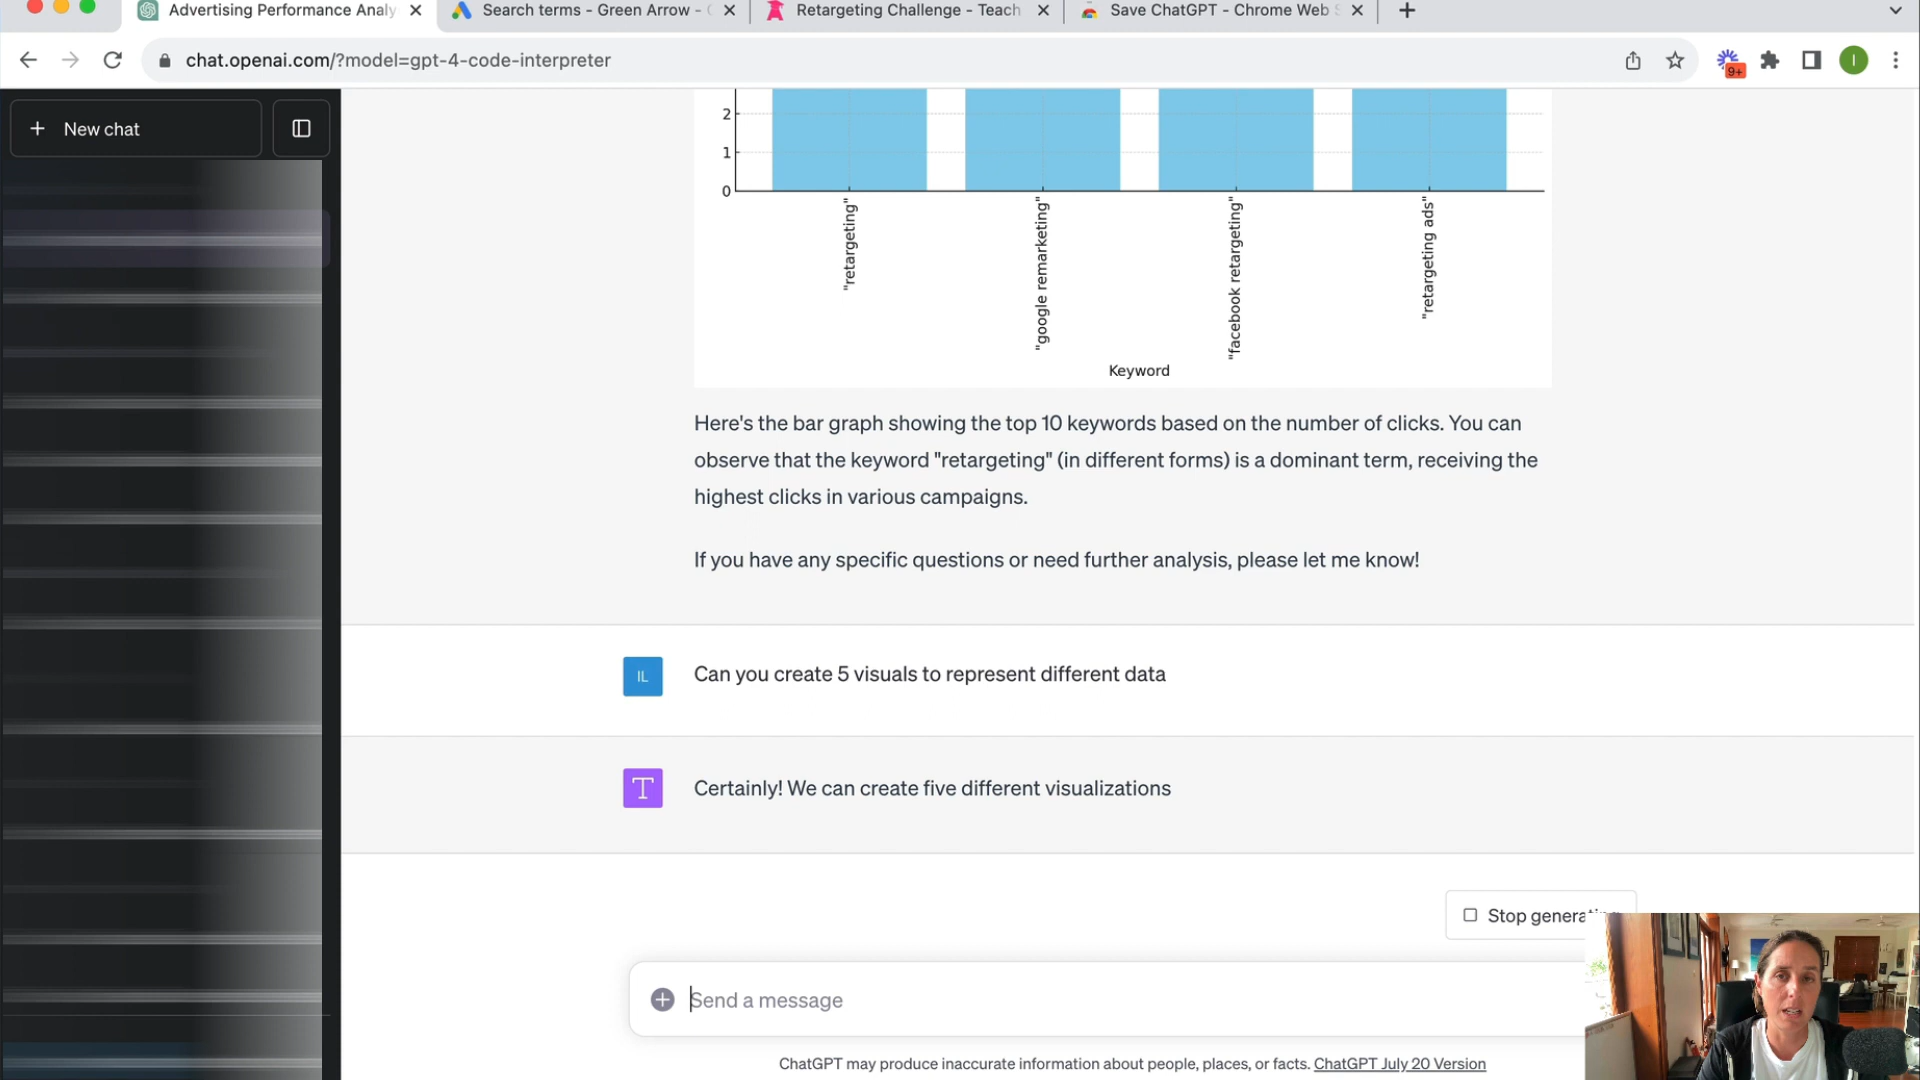 Advertising Performance Analy
Search terms - Green Arrow -
Retargeting Challenge - Teach
Save ChatGPT - Chrome Web S
chat.openai.com/?model=gpt-4-code-interpreter
9+
I
New chat
2
1
0
"retargeting"
"google remarketing"
"facebook retargeting"
"retargeting ads"
Keyword
Here's the bar graph showing the top 10 keywords based on the number of clicks. You can
observe that the keyword "retargeting" (in different forms) is a dominant term, receiving the
highest clicks in various campaigns.
If you have any specific questions or need further analysis, please let me know!
IL
Can you create 5 visuals to represent different data
T
Certainly! We can create five different visualizations
Stop generating
Send a message
ChatGPT may produce inaccurate information about people, places, or facts. ChatGPT July 20 Version